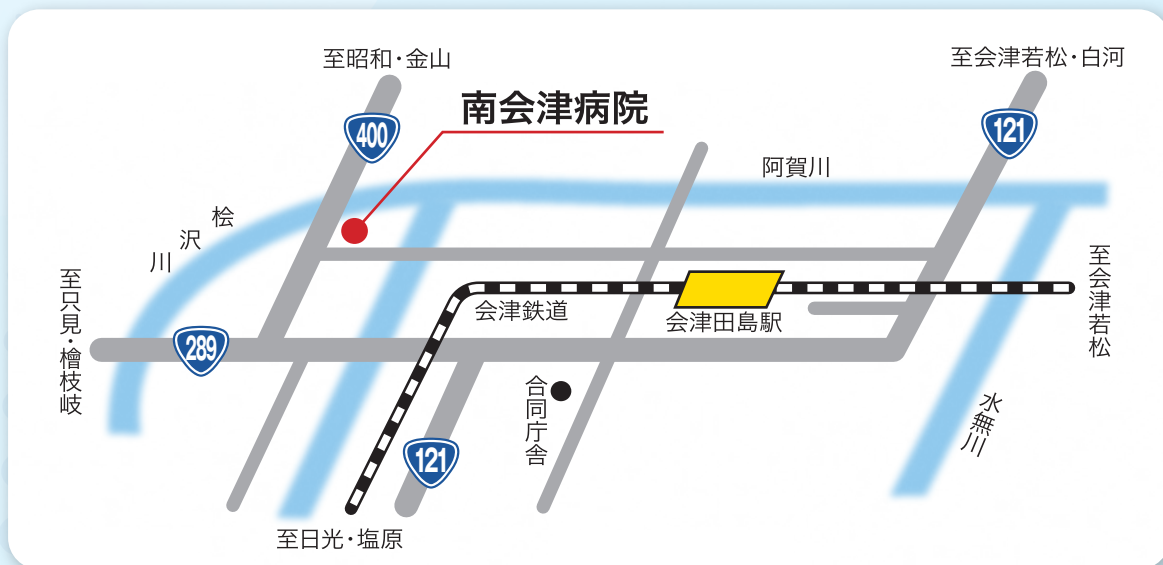 至昭和・金山
至会津若松・白河
南会津病院
400
121
阿賀川
桧沢川
至会津若松
至只見・檜枝岐
会津鉄道
会津田島駅
289
合同庁舎
水無川
121
至日光・塩原